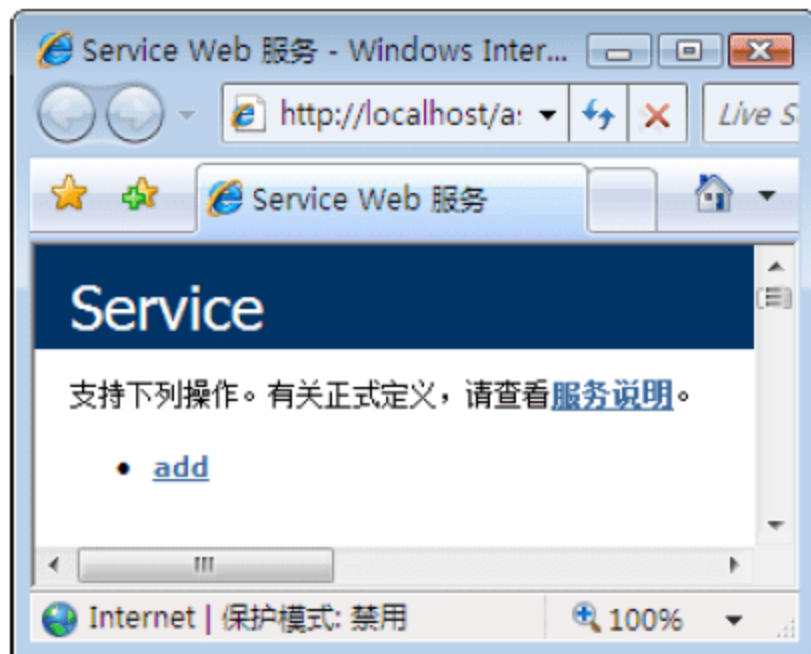 Service Web 服务 - Windows Inter...
http://localhost/a
Live S
Service Web 服务
Service
支持下列操作。有关正式定义，请查看服务说明。
• add
Internet | 保护模式: 禁用
100%